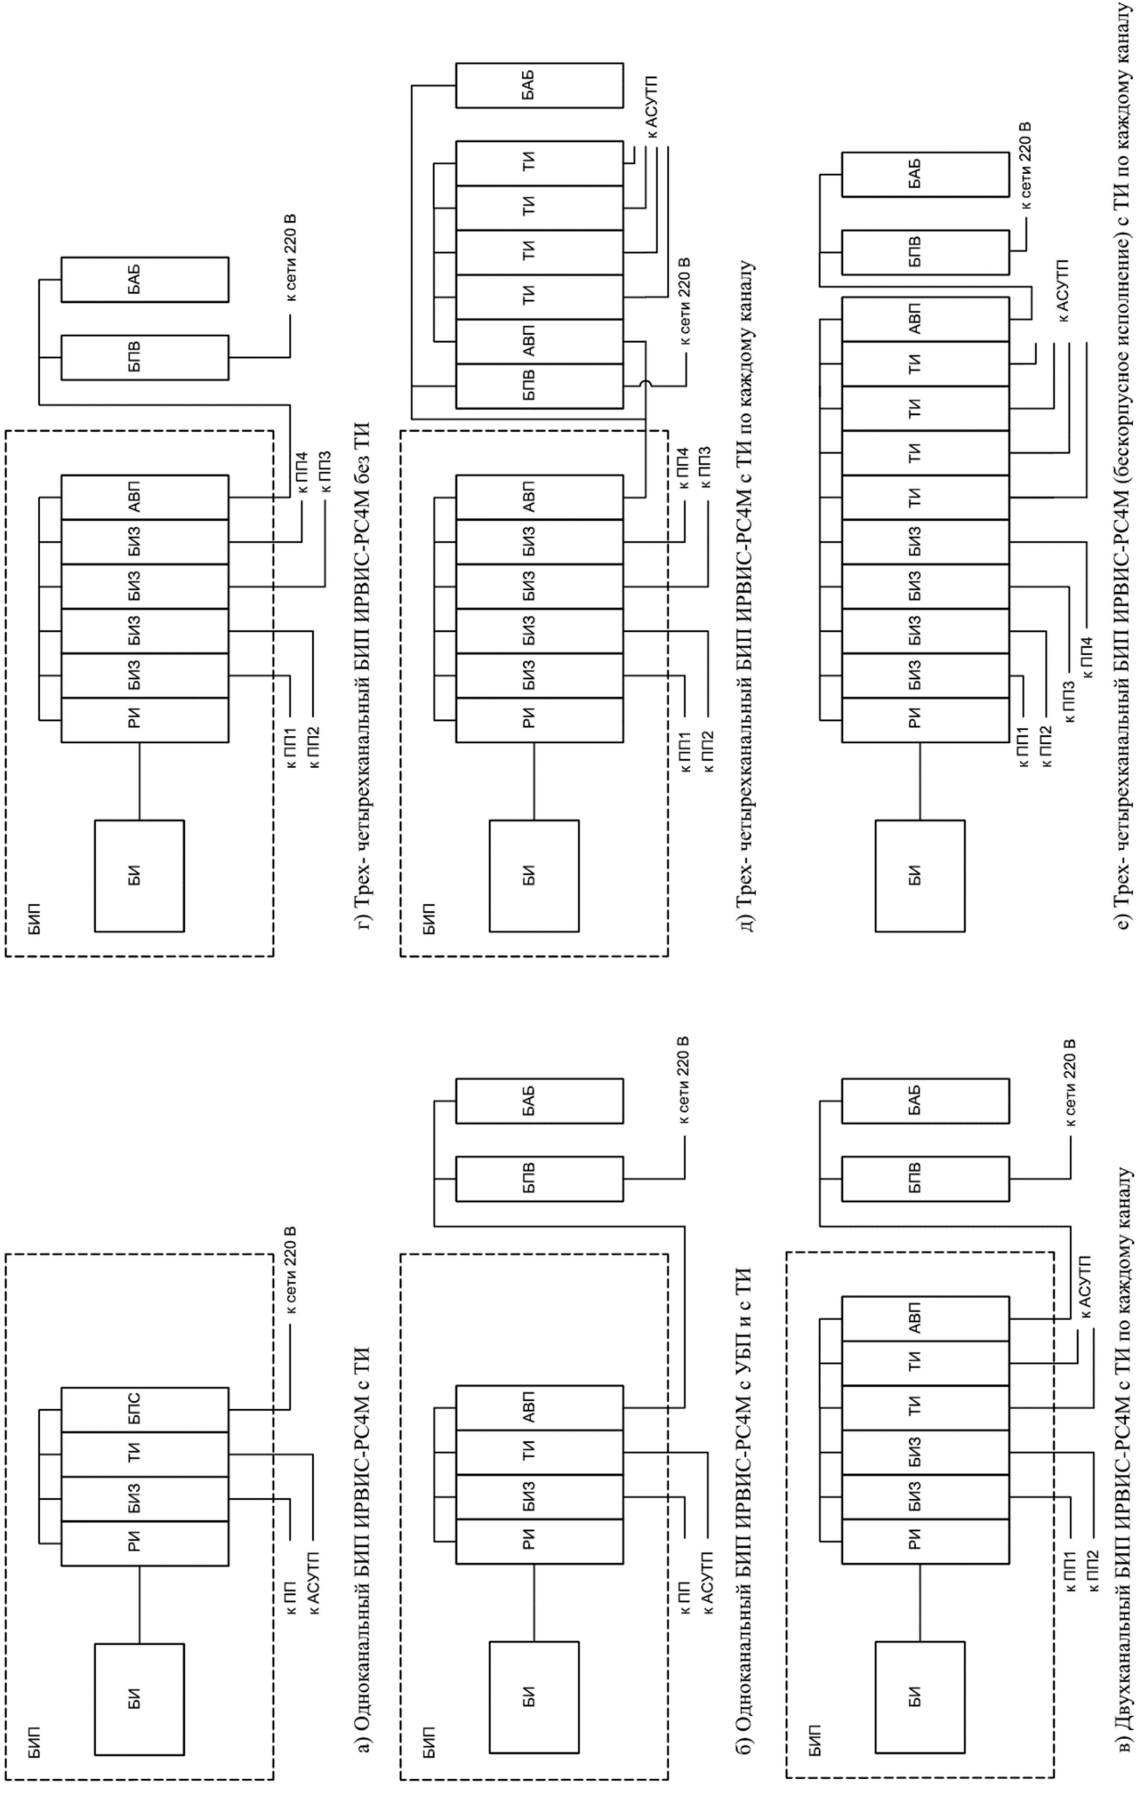 БИП
БИ
РИ
БИЗ
ТИ
БПС
к ПП
к АСУТП
к сети 220 В
а) Одноканальный БИП ИРВИС-РС4М с ТИ
БИП
БИ
РИ
БИЗ
ТИ
АВП
БПВ
БАБ
к ПП
к АСУТП
к сети 220 В
б) Одноканальный БИП ИРВИС-РС4М с УБП и с ТИ
БИП
БИ
РИ
БИЗ
БИЗ
ТИ
ТИ
АВП
БПВ
БАБ
к ПП1
к ПП2
к АСУТП
к сети 220 В
в) Двухканальный БИП ИРВИС-РС4М с ТИ по каждому каналу
БИП
БИ
РИ
БИЗ
БИЗ
БИЗ
БИЗ
АВП
БПВ
БАБ
к ПП1
к ПП2
к ПП4
к ПП3
к сети 220 В
г) Трех- четырехканальный БИП ИРВИС-РС4М без ТИ
БИП
БИ
РИ
БИЗ
БИЗ
БИЗ
БИЗ
АВП
БПВ
АВП
ТИ
ТИ
ТИ
ТИ
БАБ
к ПП1
к ПП2
к ПП4
к ПП3
к сети 220 В
к АСУТП
д) Трех- четырехканальный БИП ИРВИС-РС4М с ТИ по каждому каналу
БИ
РИ
БИЗ
БИЗ
БИЗ
БИЗ
ТИ
ТИ
ТИ
ТИ
АВП
БПВ
БАБ
к ПП1
к ПП2
к ПП3
к ПП4
к АСУТП
к сети 220 В
е) Трех- четырехканальный БИП ИРВИС-РС4М (бескорпусное исполнение) с ТИ по каждому каналу